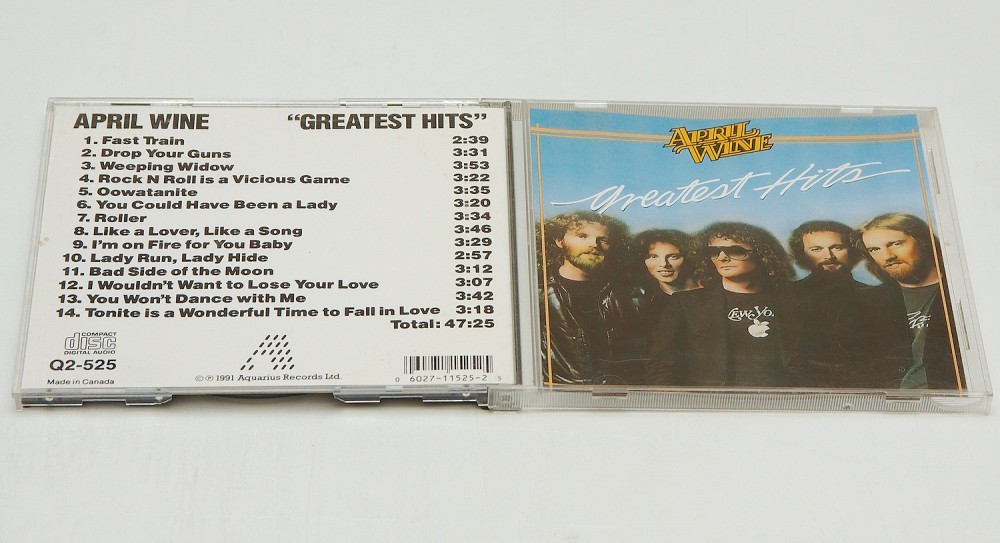 APRIL WINE "GREATEST HITS"
1. Fast Train 2:39
2. Drop Your Guns 3:31
3. Weeping Widow 3:53
4. Rock N Roll is a Vicious Game 3:22
5. Oowatanite 3:35
6. You Could Have Been a Lady 3:20
7. Roller 3:34
8. Like a Lover, Like a Song 3:46
9. I'm on Fire for You Baby 3:29
10. Lady Run, Lady Hide 2:57
11. Bad Side of the Moon 3:12
12. I Wouldn't Want to Lose Your Love 3:07
13. You Won't Dance with Me 3:42
14. Tonite is a Wonderful Time to Fall in Love 3:18
Total: 47:25
COMPACT
disc
DIGITAL AUDIO
Q2-525
Made in Canada
© ℗ 1991 Aquarius Records Ltd.
0 6027-11525-2 5
APRIL
WINE
Greatest Hits